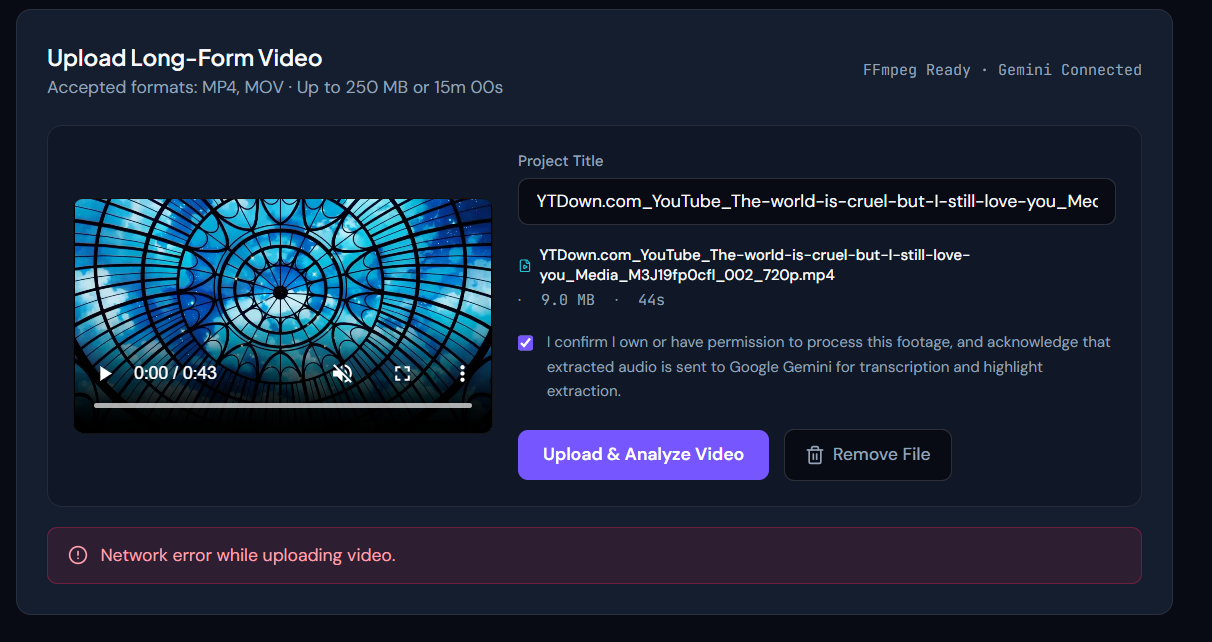 Upload Long-Form Video
Accepted formats: MP4, MOV · Up to 250 MB or 15m 00s
FFmpeg Ready · Gemini Connected
Project Title
YTDown.com_YouTube_The-world-is-cruel-but-I-still-love-you_Mec
YTDown.com_YouTube_The-world-is-cruel-but-I-still-love-
you_Media_M3J19fp0cfI_002_720p.mp4
· 9.0 MB · 44s
0:00 / 0:43
I confirm I own or have permission to process this footage, and acknowledge that
extracted audio is sent to Google Gemini for transcription and highlight
extraction.
Upload & Analyze Video
Remove File
Network error while uploading video.